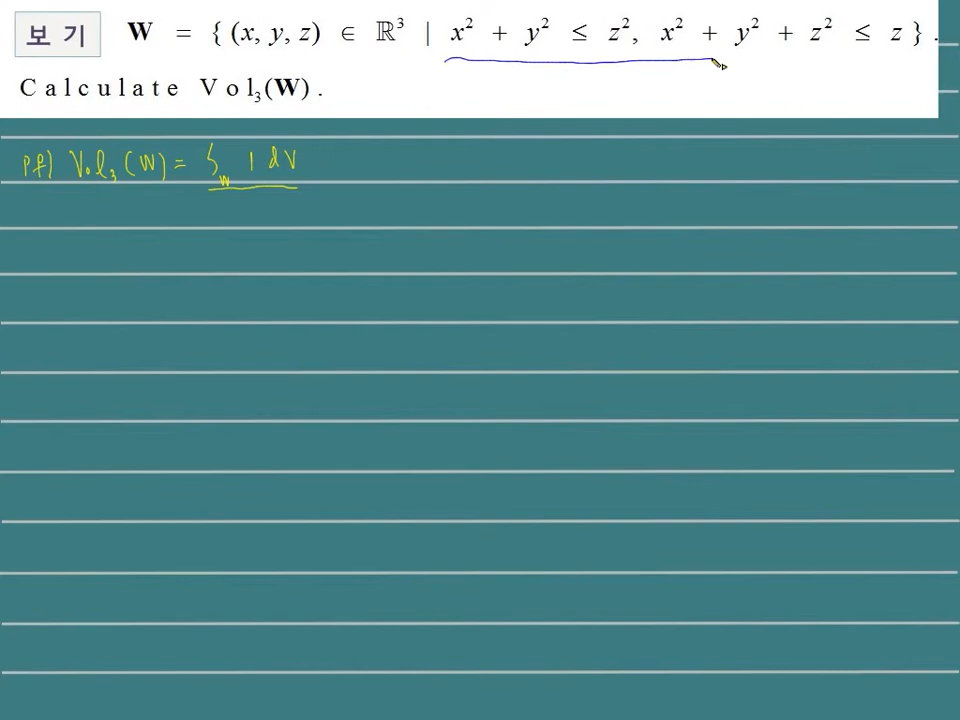 보 기 W = { (x, y, z) ∈ ℝ³ | x² + y² ≤ z², x² + y² + z² ≤ z } .
Calculate Vol₃(W) .
pf) Vol₃(W) = ∫_W 1 dV